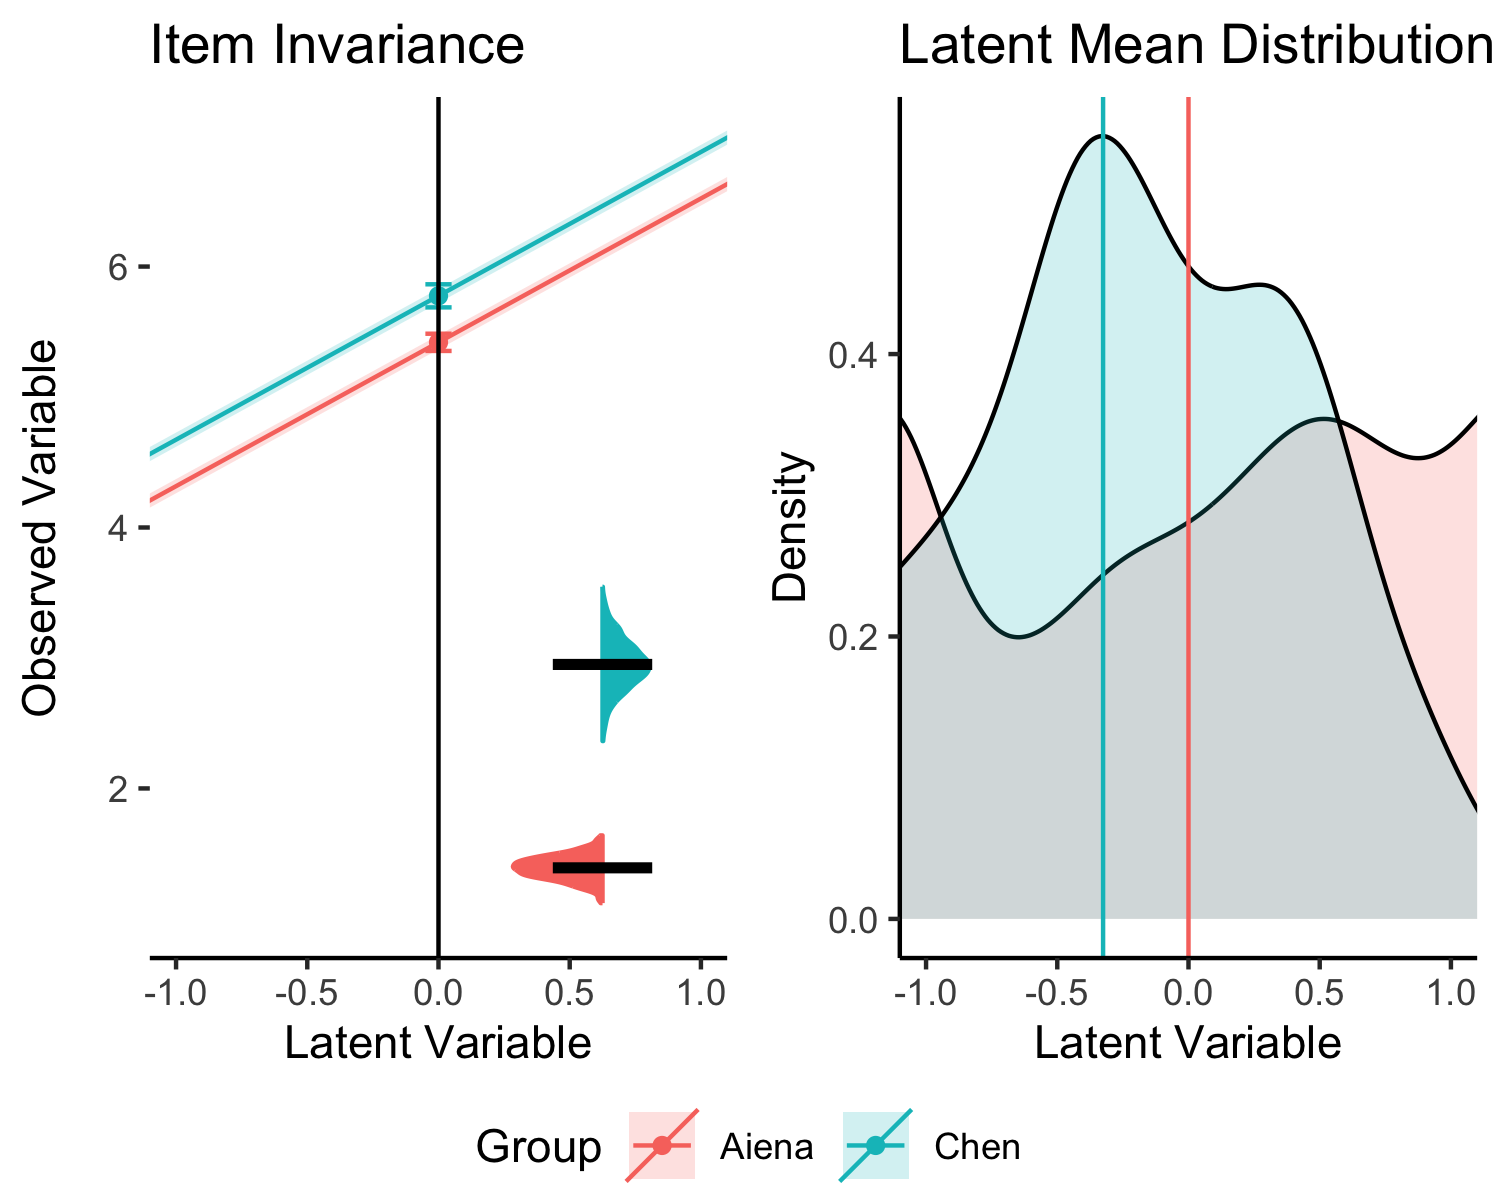 Item Invariance
Observed Variable
6
4
2
-1.0 -0.5 0.0 0.5 1.0
Latent Variable
Latent Mean Distribution
Density
0.4
0.2
0.0
-1.0 -0.5 0.0 0.5 1.0
Latent Variable
Group Aiena Chen